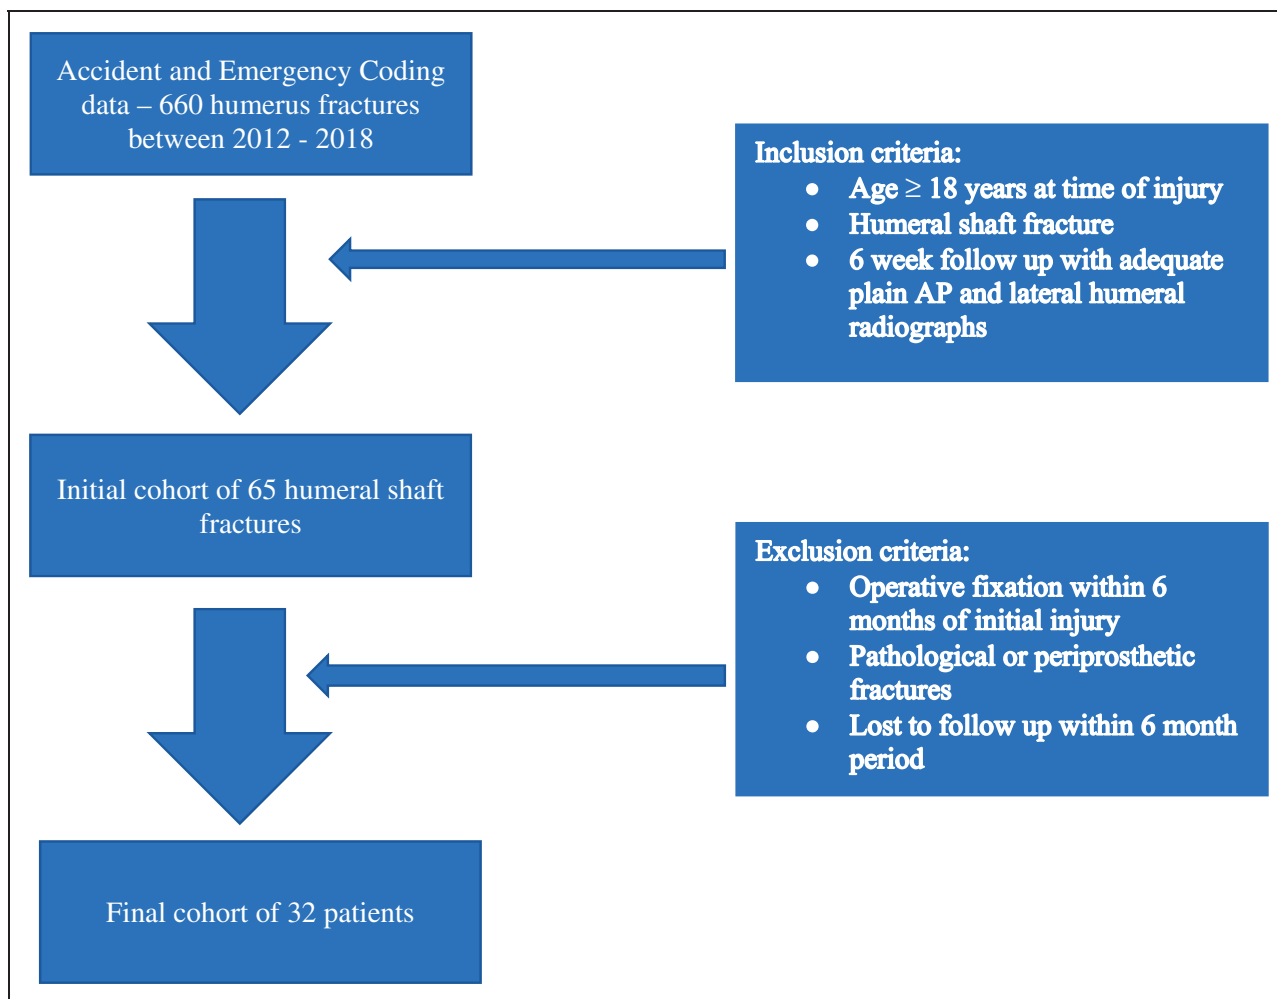 Accident and Emergency Coding
data – 660 humerus fractures
between 2012 - 2018
Inclusion criteria:
● Age ≥ 18 years at time of injury
● Humeral shaft fracture
● 6 week follow up with adequate
plain AP and lateral humeral
radiographs
Initial cohort of 65 humeral shaft
fractures
Exclusion criteria:
● Operative fixation within 6
months of initial injury
● Pathological or periprosthetic
fractures
● Lost to follow up within 6 month
period
Final cohort of 32 patients